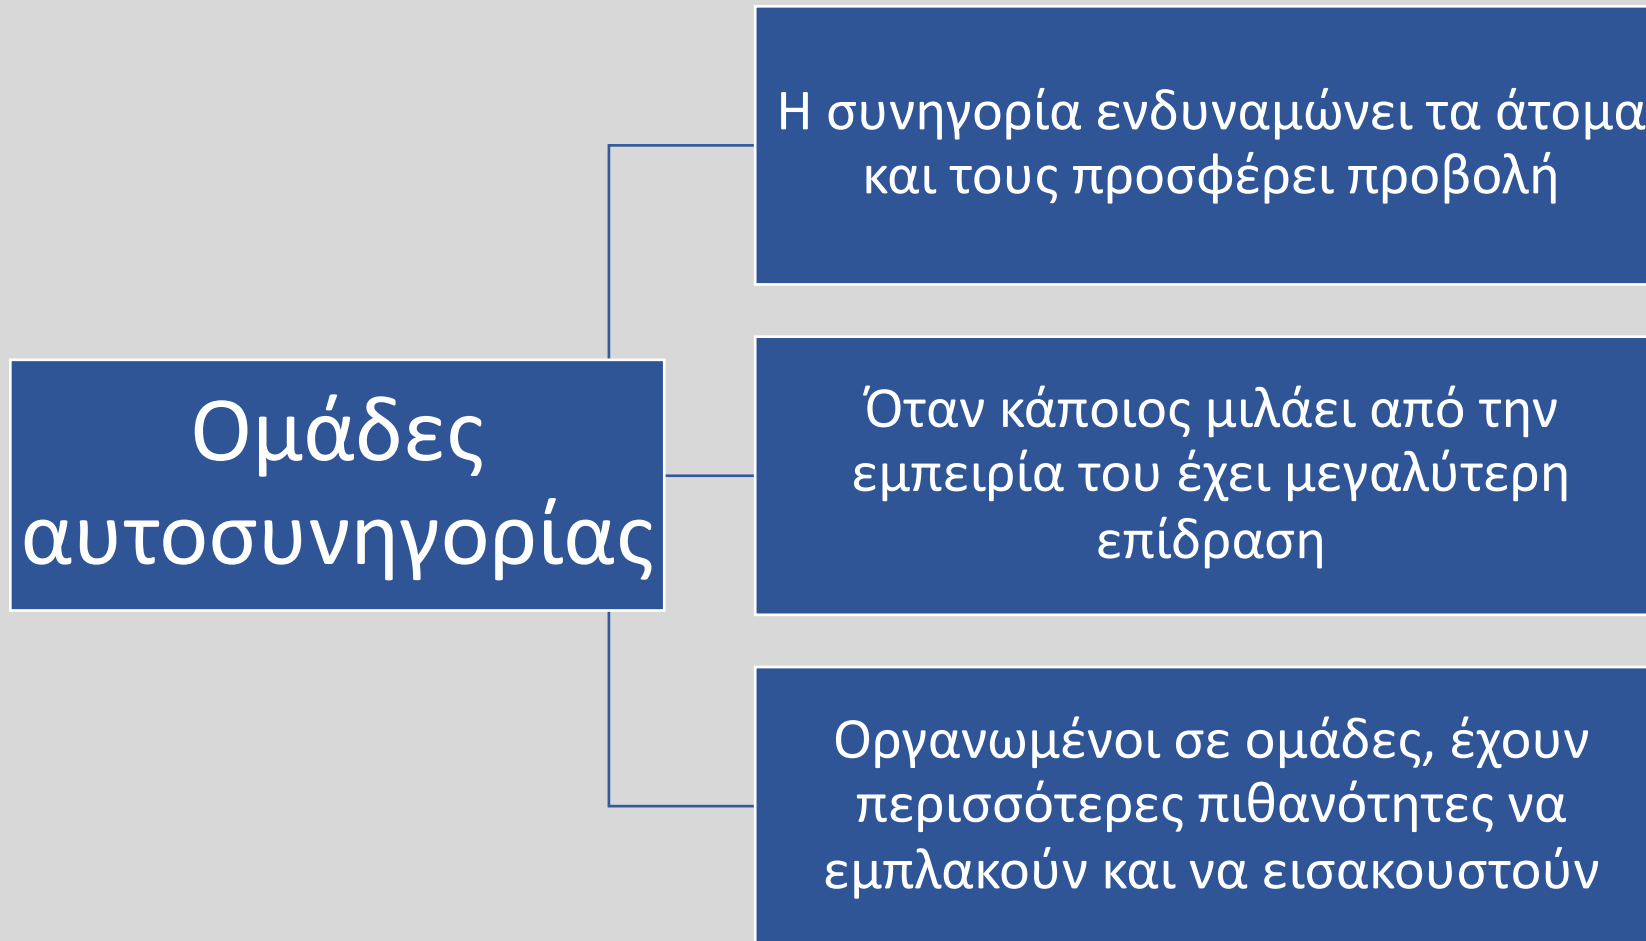 Ομάδες
αυτοσυνηγορίας
Η συνηγορία ενδυναμώνει τα άτομα
και τους προσφέρει προβολή
Όταν κάποιος μιλάει από την
εμπειρία του έχει μεγαλύτερη
επίδραση
Οργανωμένοι σε ομάδες, έχουν
περισσότερες πιθανότητες να
εμπλακούν και να εισακουστούν